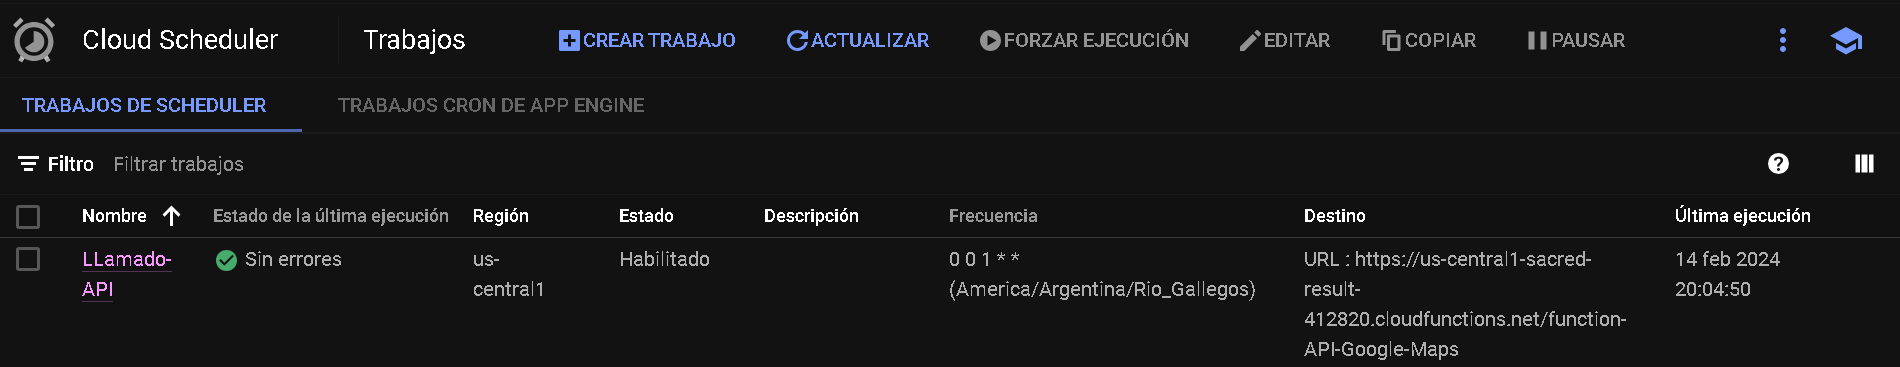 Cloud Scheduler Trabajos CREAR TRABAJO ACTUALIZAR FORZAR EJECUCIÓN EDITAR COPIAR PAUSAR
TRABAJOS DE SCHEDULER TRABAJOS CRON DE APP ENGINE
Filtro Filtrar trabajos
Nombre Estado de la última ejecución Región Estado Descripción Frecuencia Destino Última ejecución
LLamado- Sin errores us- Habilitado 0 0 1 * * URL : https://us-central1-sacred- 14 feb 2024
API central1 (America/Argentina/Rio_Gallegos) result- 20:04:50
412820.cloudfunctions.net/function-
API-Google-Maps